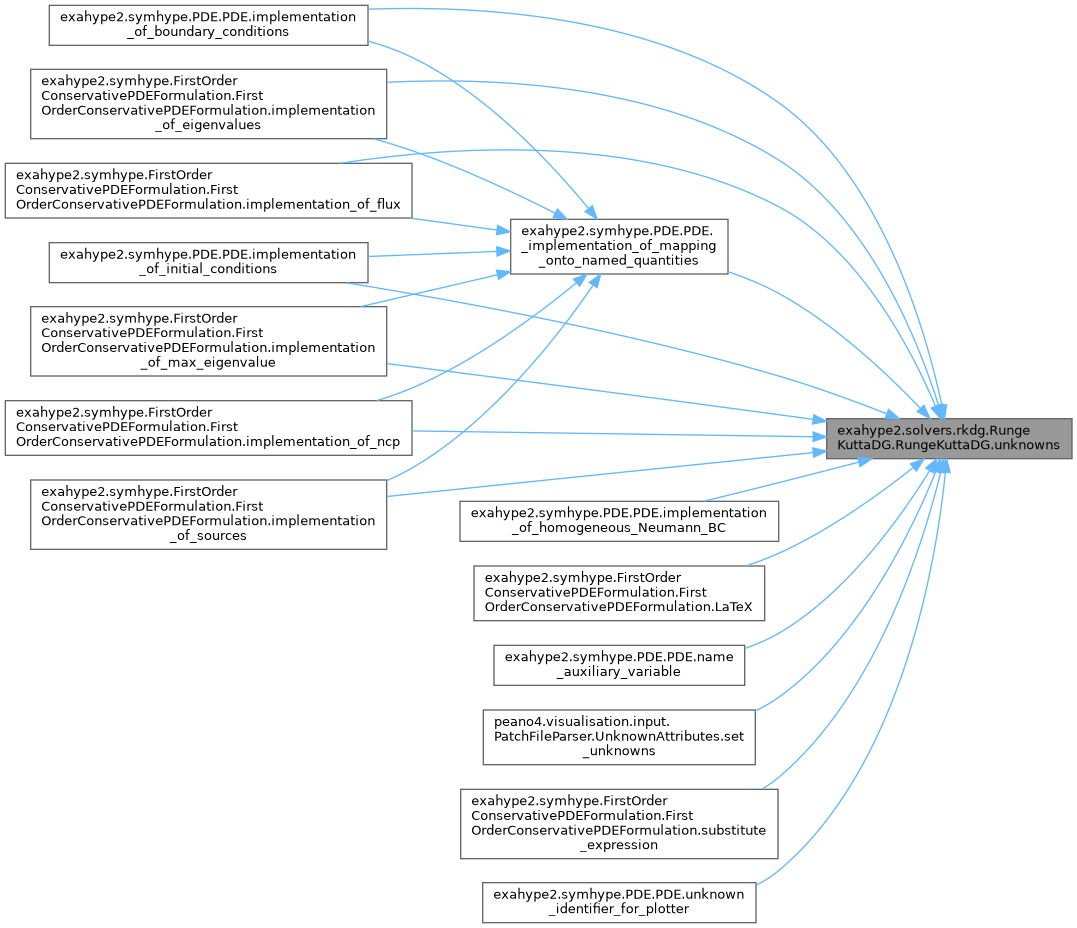 exahype2.symhype.PDE.PDE.implementation
_of_boundary_conditions
exahype2.symhype.FirstOrder
ConservativePDEFormulation.First
OrderConservativePDEFormulation.implementation
_of_eigenvalues
exahype2.symhype.FirstOrder
ConservativePDEFormulation.First
OrderConservativePDEFormulation.implementation_of_flux
exahype2.symhype.PDE.PDE.
_implementation_of_mapping
_onto_named_quantities
exahype2.symhype.PDE.PDE.implementation
_of_initial_conditions
exahype2.symhype.FirstOrder
ConservativePDEFormulation.First
OrderConservativePDEFormulation.implementation
_of_max_eigenvalue
exahype2.symhype.FirstOrder
ConservativePDEFormulation.First
OrderConservativePDEFormulation.implementation_of_ncp
exahype2.solvers.rkdg.Runge
KuttaDG.RungeKuttaDG.unknowns
exahype2.symhype.FirstOrder
ConservativePDEFormulation.First
OrderConservativePDEFormulation.implementation
_of_sources
exahype2.symhype.PDE.PDE.implementation
_of_homogeneous_Neumann_BC
exahype2.symhype.FirstOrder
ConservativePDEFormulation.First
OrderConservativePDEFormulation.LaTeX
exahype2.symhype.PDE.PDE.name
_auxiliary_variable
peano4.visualisation.input.
PatchFileParser.UnknownAttributes.set
_unknowns
exahype2.symhype.FirstOrder
ConservativePDEFormulation.First
OrderConservativePDEFormulation.substitute
_expression
exahype2.symhype.PDE.PDE.unknown
_identifier_for_plotter